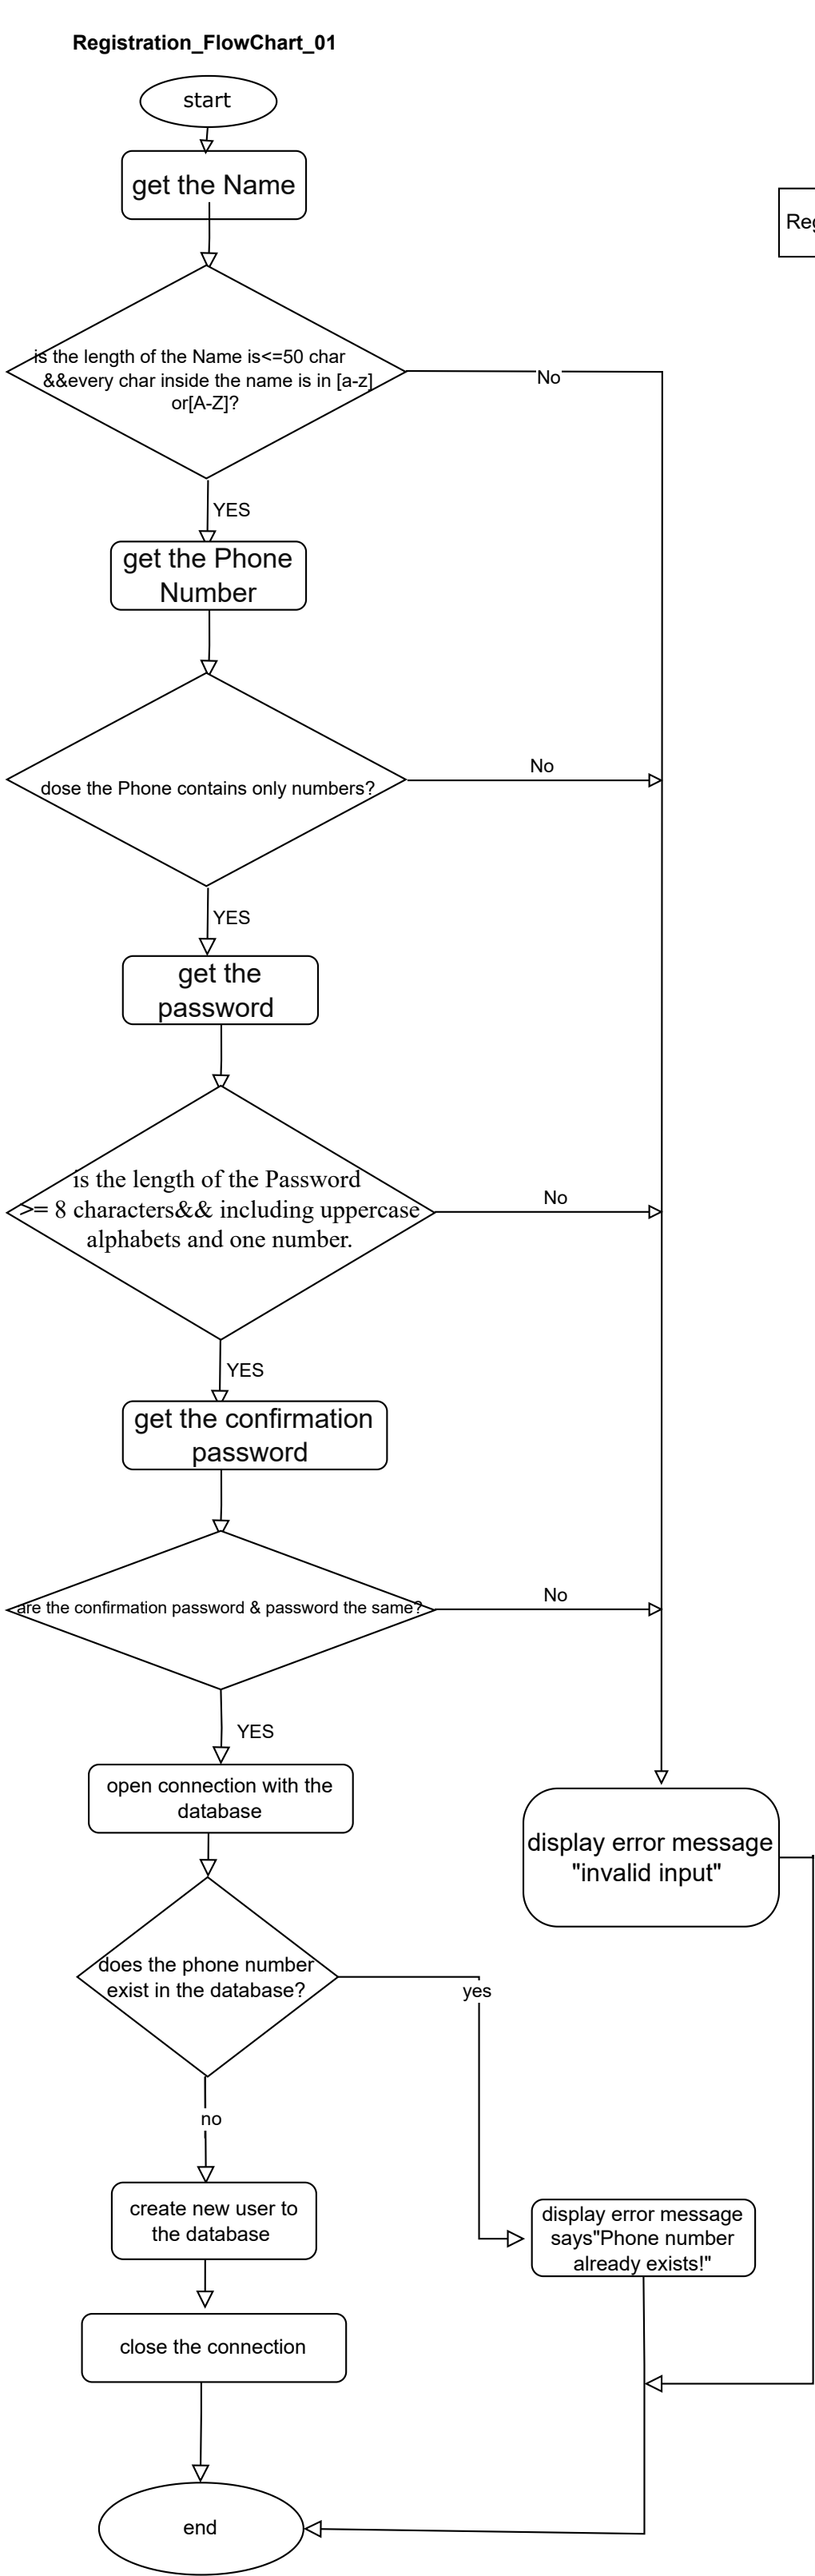 Registration_FlowChart_01
start
get the Name
is the length of the Name is<=50 char
&&every char inside the name is in [a-z]
or[A-Z]?
No
YES
get the Phone
Number
dose the Phone contains only numbers?
No
YES
get the
password
is the length of the Password
>= 8 characters&& including uppercase
alphabets and one number.
No
YES
get the confirmation
password
are the confirmation password & password the same?
No
YES
open connection with the
database
display error message
"invalid input"
does the phone number
exist in the database?
yes
no
create new user to
the database
display error message
says"Phone number
already exists!"
close the connection
end